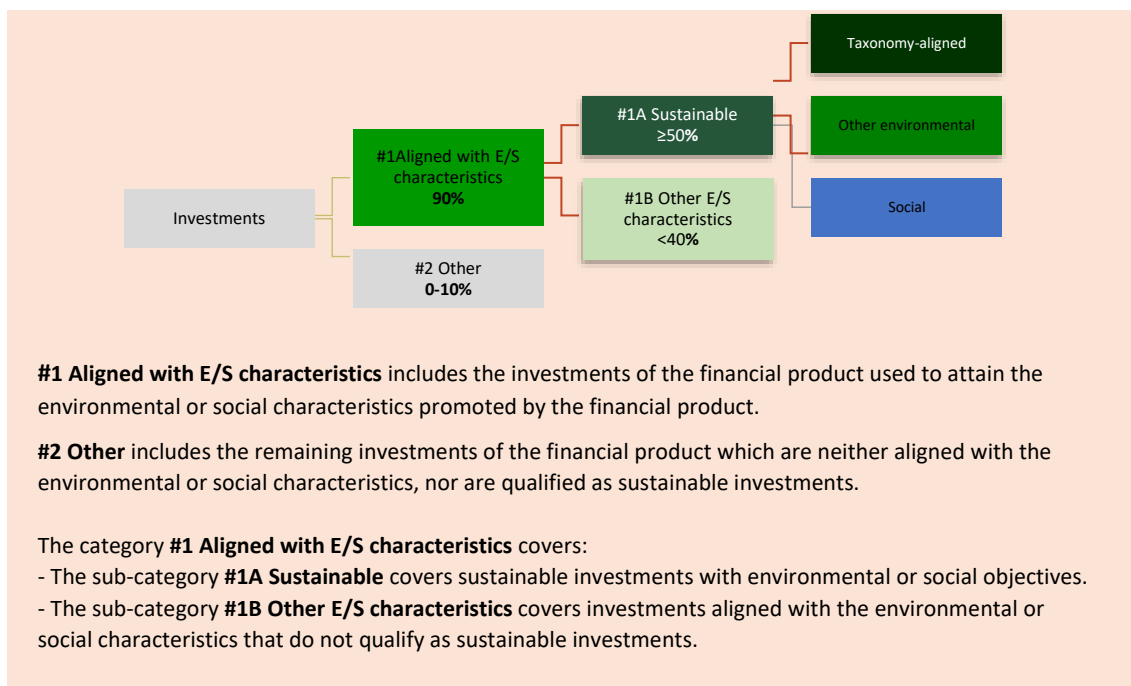 Taxonomy-aligned
#1A Sustainable
≥50%
Other environmental
#1Aligned with E/S
characteristics
90%
#1B Other E/S
characteristics
<40%
Investments
Social
#2 Other
0-10%
#1 Aligned with E/S characteristics includes the investments of the financial product used to attain the
environmental or social characteristics promoted by the financial product.
#2 Other includes the remaining investments of the financial product which are neither aligned with the
environmental or social characteristics, nor are qualified as sustainable investments.
The category #1 Aligned with E/S characteristics covers:
- The sub-category #1A Sustainable covers sustainable investments with environmental or social objectives.
- The sub-category #1B Other E/S characteristics covers investments aligned with the environmental or
social characteristics that do not qualify as sustainable investments.